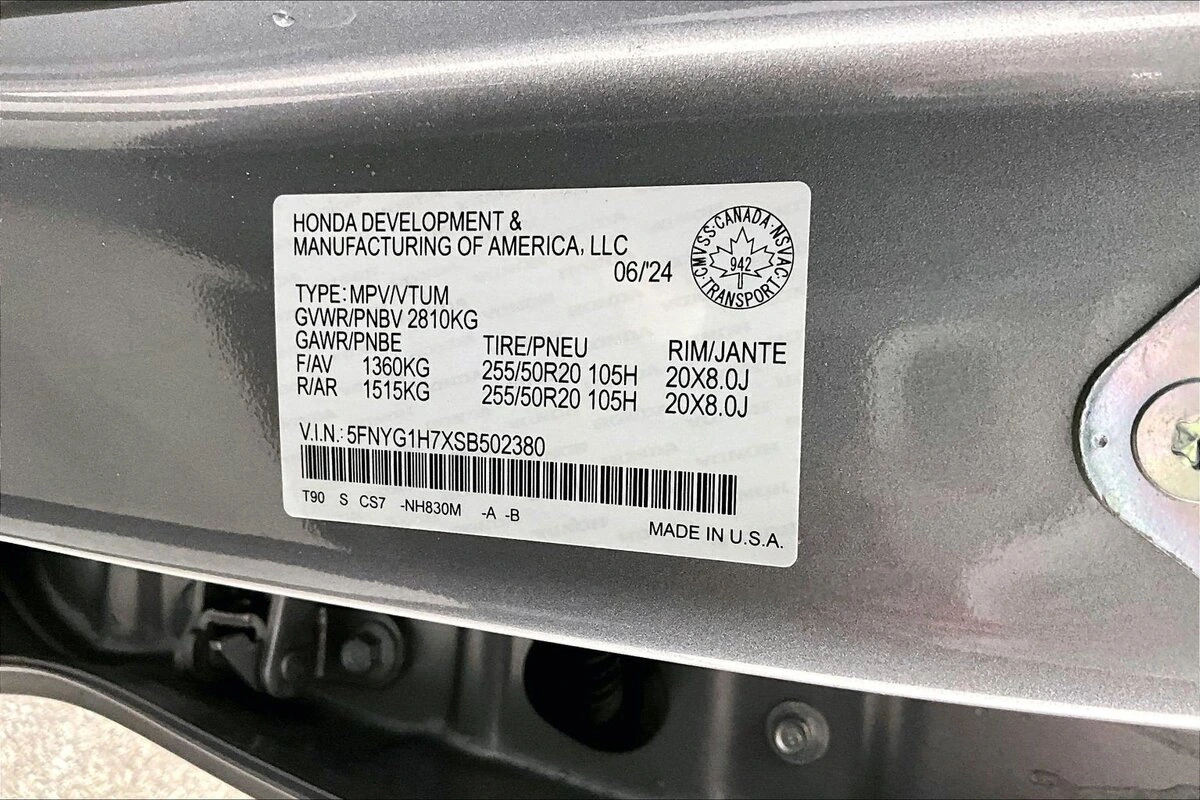 HONDA DEVELOPMENT &
MANUFACTURING OF AMERICA, LLC
06/'24
CMVSS·CANADA·NSVAC·TRANSPORT
942
TYPE: MPV/VTUM
GVWR/PNBV 2810KG
GAWR/PNBE TIRE/PNEU RIM/JANTE
F/AV 1360KG 255/50R20 105H 20X8.0J
R/AR 1515KG 255/50R20 105H 20X8.0J
V.I.N.: 5FNYG1H7XSB502380
T90 S CS7 -NH830M -A -B
MADE IN U.S.A.